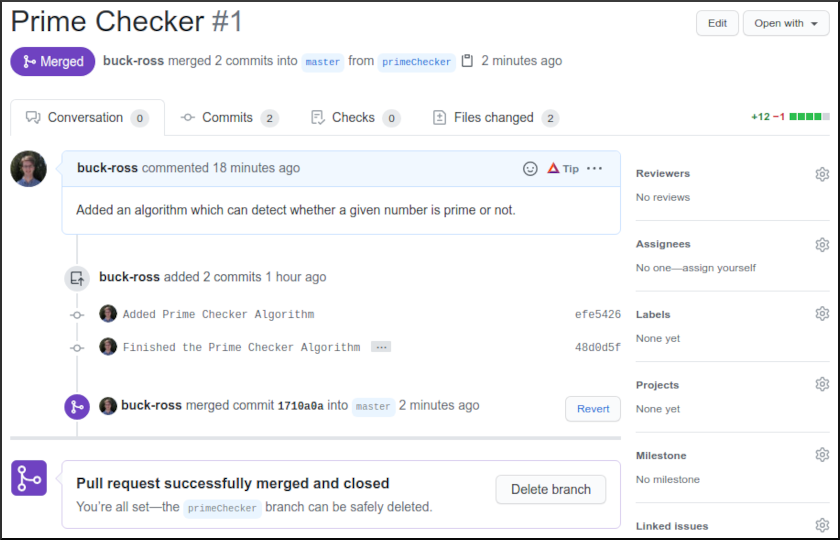 Prime Checker #1
Edit
Open with
Merged
buck-ross merged 2 commits into master from primeChecker 2 minutes ago
Conversation 0
Commits 2
Checks 0
Files changed 2
+12 −1
buck-ross commented 18 minutes ago
Tip
Added an algorithm which can detect whether a given number is prime or not.
buck-ross added 2 commits 1 hour ago
Added Prime Checker Algorithm efe5426
Finished the Prime Checker Algorithm ... 48d0d5f
buck-ross merged commit 1710a0a into master 2 minutes ago
Revert
Pull request successfully merged and closed
You're all set—the primeChecker branch can be safely deleted.
Delete branch
Reviewers
No reviews
Assignees
No one—assign yourself
Labels
None yet
Projects
None yet
Milestone
No milestone
Linked issues